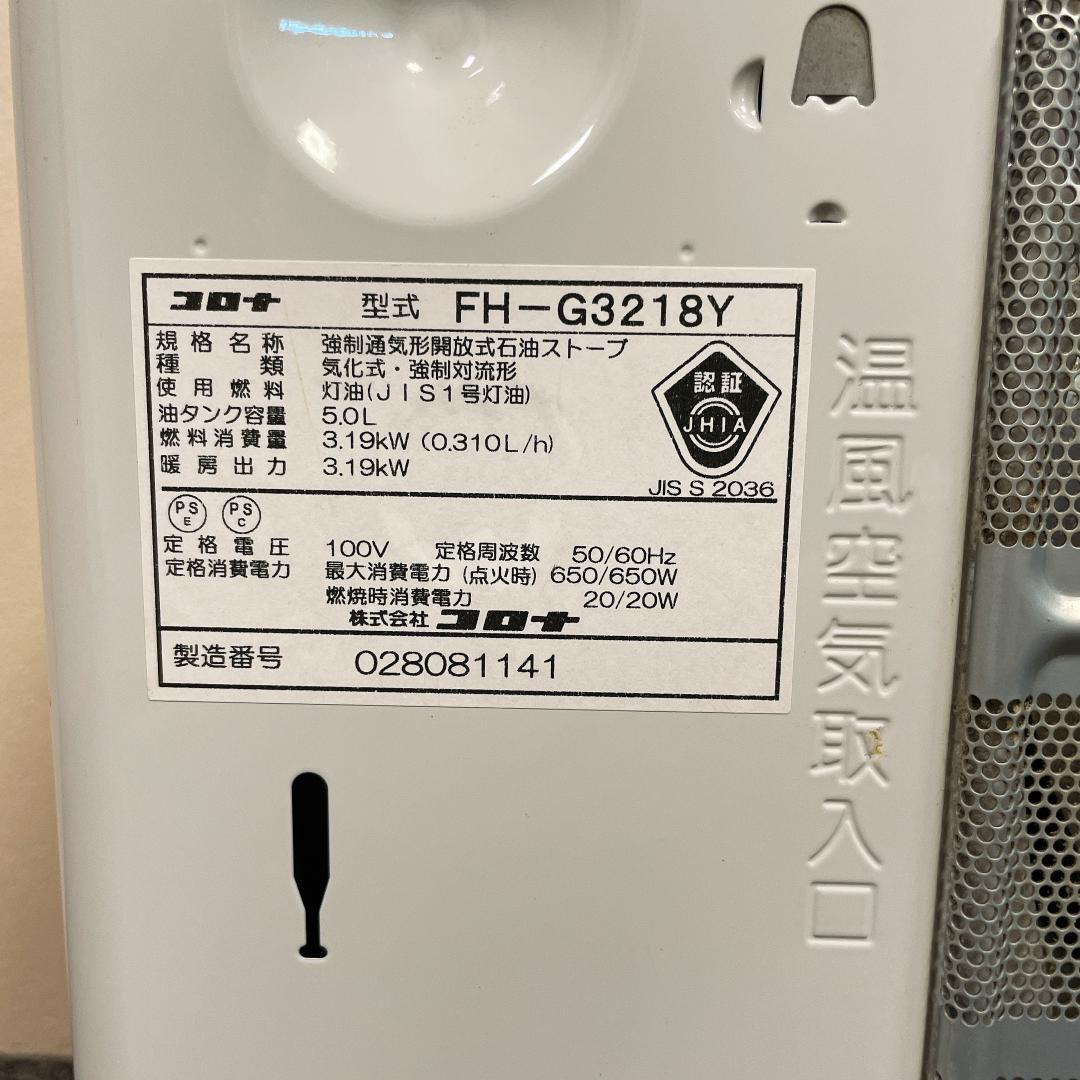 コロナ 型式 FH-G3218Y
規格名称 強制通気形開放式石油ストーブ
種類 気化式・強制対流形
使用燃料 灯油(JIS1号灯油)
油タンク容量 5.0L
燃料消費量 3.19kW (0.310L/h)
暖房出力 3.19kW
認証
JHIA
JIS S 2036
PS E PS C
定格電圧 100V 定格周波数 50/60Hz
定格消費電力 最大消費電力 (点火時) 650/650W
燃焼時消費電力 20/20W
株式会社 コロナ
製造番号 028081141
温風空気取入口